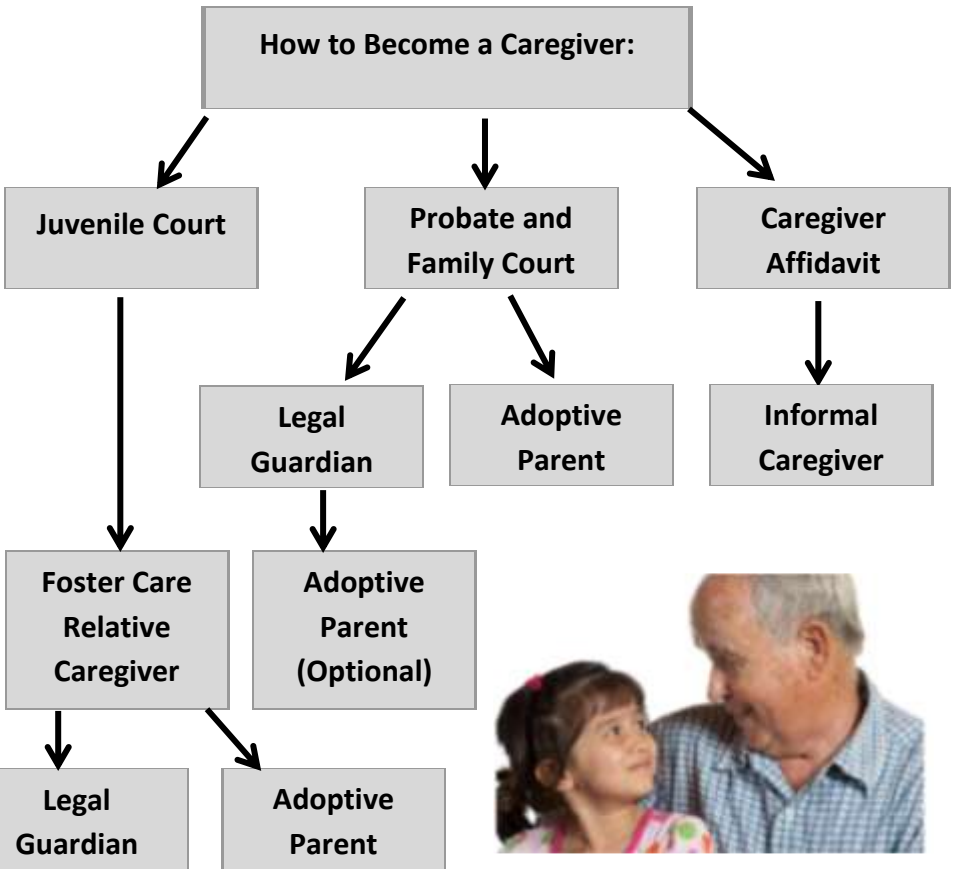 How to Become a Caregiver:
Juvenile Court
Probate and
Family Court
Caregiver
Affidavit
Legal
Guardian
Adoptive
Parent
Informal
Caregiver
Foster Care
Relative
Caregiver
Adoptive
Parent
(Optional)
Legal
Guardian
Adoptive
Parent